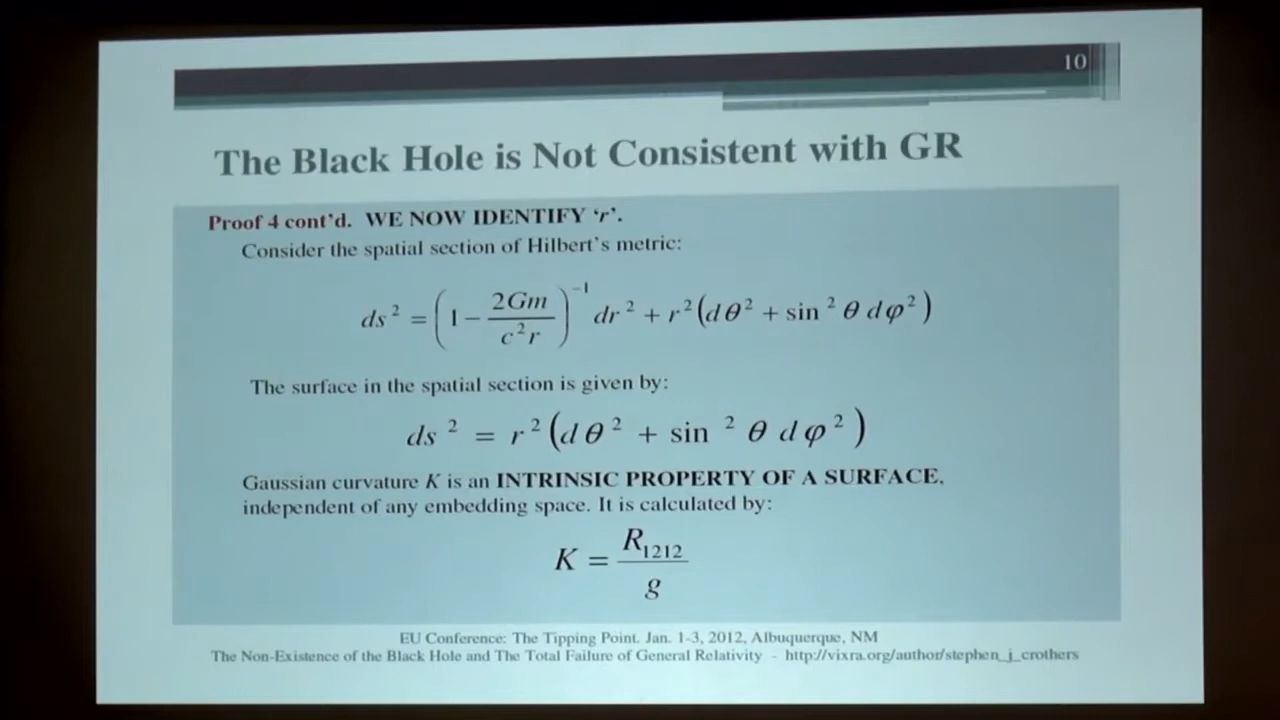 10
The Black Hole is Not Consistent with GR
Proof 4 cont'd. WE NOW IDENTIFY 'r'.
Consider the spatial section of Hilbert's metric:
ds² = (1 − 2Gm / c²r)⁻¹ dr² + r² (dθ² + sin² θ dφ²)
The surface in the spatial section is given by:
ds² = r² (dθ² + sin² θ dφ²)
Gaussian curvature K is an INTRINSIC PROPERTY OF A SURFACE,
independent of any embedding space. It is calculated by:
K = R₁₂₁₂ / g
EU Conference: The Tipping Point. Jan. 1-3, 2012, Albuquerque, NM
The Non-Existence of the Black Hole and The Total Failure of General Relativity - http://vixra.org/author/stephen_j_crothers